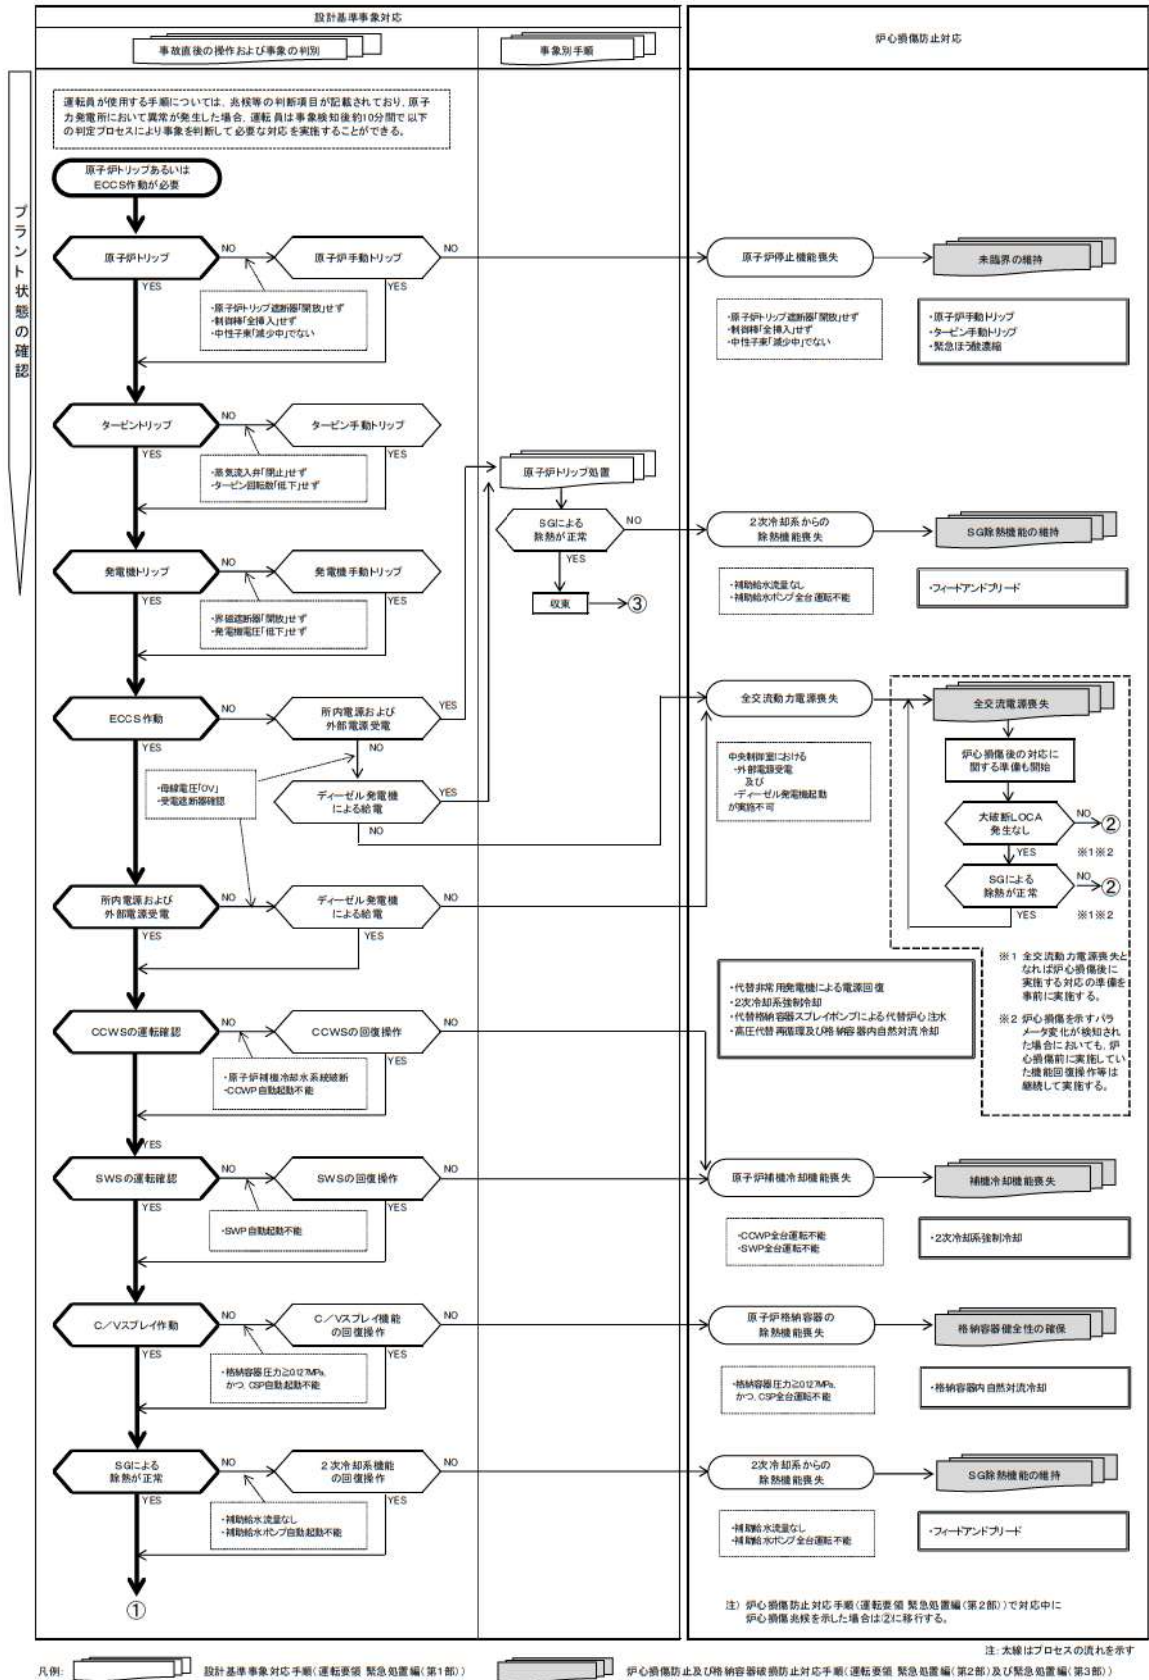 設計基準事象対応
事故直後の操作および事象の判別
事象別手順
炉心損傷防止対応
プラント状態の確認
運転員が使用する手順については、兆候等の判断項目が記載されており、原子
力発電所において異常が発生した場合、運転員は事象検知後約10分間で以下
の判定プロセスにより事象を判断して必要な対応を実施することができる。
原子炉トリップあるいは
ECCS作動が必要
原子炉トリップ
NO
原子炉手動トリップ
NO
原子炉停止機能喪失
未臨界の維持
YES
YES
・原子炉トリップ遮断器「開放」せず
・制御棒「全挿入」せず
・中性子束「減少中」でない
・原子炉トリップ遮断器「開放」せず
・制御棒「全挿入」せず
・中性子束「減少中」でない
・原子炉手動トリップ
・タービン手動トリップ
・緊急ほう酸濃縮
タービントリップ
NO
タービン手動トリップ
YES
YES
・蒸気流入弁「閉止」せず
・タービン回転数「低下」せず
原子炉トリップ処置
SGによる
除熱が正常
NO
YES
収束
③
2次冷却系からの
除熱機能喪失
SG除熱機能の維持
・補助給水流量なし
・補助給水ポンプ全台運転不能
・フィードアンドブリード
発電機トリップ
NO
発電機手動トリップ
YES
YES
・界磁遮断器「開放」せず
・発電機電圧「低下」せず
ECCS作動
NO
所内電源および
外部電源受電
YES
YES
NO
・母線電圧「0V」
・受電遮断器確認
ディーゼル発電機
による給電
YES
NO
全交流動力電源喪失
全交流電源喪失
中央制御室における
・外部電源受電
及び
・ディーゼル発電機起動
が実施不可
炉心損傷後の対応に
関する準備も開始
大破断LOCA
発生なし
NO
②
YES
※1※2
SGによる
除熱が正常
NO
②
YES
※1※2
所内電源および
外部電源受電
NO
ディーゼル発電機
による給電
NO
YES
YES
・代替非常用発電機による電源回復
・2次冷却系強制冷却
・代替格納容器スプレイポンプによる代替炉心注水
・高圧代替再循環及び格納容器内自然対流冷却
※1 全交流動力電源喪失と
なれば炉心損傷後に
実施する対応の準備を
事前に実施する。
※2 炉心損傷を示すパラ
メータ変化が検知され
た場合においても、炉
心損傷前に実施してい
た機能回復操作等は
継続して実施する。
CCWSの運転確認
NO
CCWSの回復操作
NO
YES
・原子炉補機冷却水系統破断
・CCWP自動起動不能
YES
SWSの運転確認
NO
SWSの回復操作
NO
原子炉補機冷却機能喪失
補機冷却機能喪失
YES
YES
・SWP自動起動不能
・CCWP全台運転不能
・SWP全台運転不能
・2次冷却系強制冷却
C/Vスプレイ作動
NO
C/Vスプレイ機能
の回復操作
NO
原子炉格納容器の
除熱機能喪失
格納容器健全性の確保
YES
YES
・格納容器圧力≧0.127MPa、
かつ、CSP自動起動不能
・格納容器圧力≧0.127MPa、
かつ、CSP全台運転不能
・格納容器内自然対流冷却
SGによる
除熱が正常
NO
2次冷却系機能
の回復操作
NO
2次冷却系からの
除熱機能喪失
SG除熱機能の維持
YES
YES
・補助給水流量なし
・補助給水ポンプ自動起動不能
・補助給水流量なし
・補助給水ポンプ全台運転不能
・フィードアンドブリード
①
注) 炉心損傷防止対応手順(運転要領 緊急処置編(第2部))で対応中に
炉心損傷兆候を示した場合は②に移行する。
注:太線はプロセスの流れを示す
凡例:
設計基準事象対応手順(運転要領 緊急処置編(第1部))
炉心損傷防止及び格納容器破損防止対応手順(運転要領 緊急処置編(第2部)及び緊急処置編(第3部))